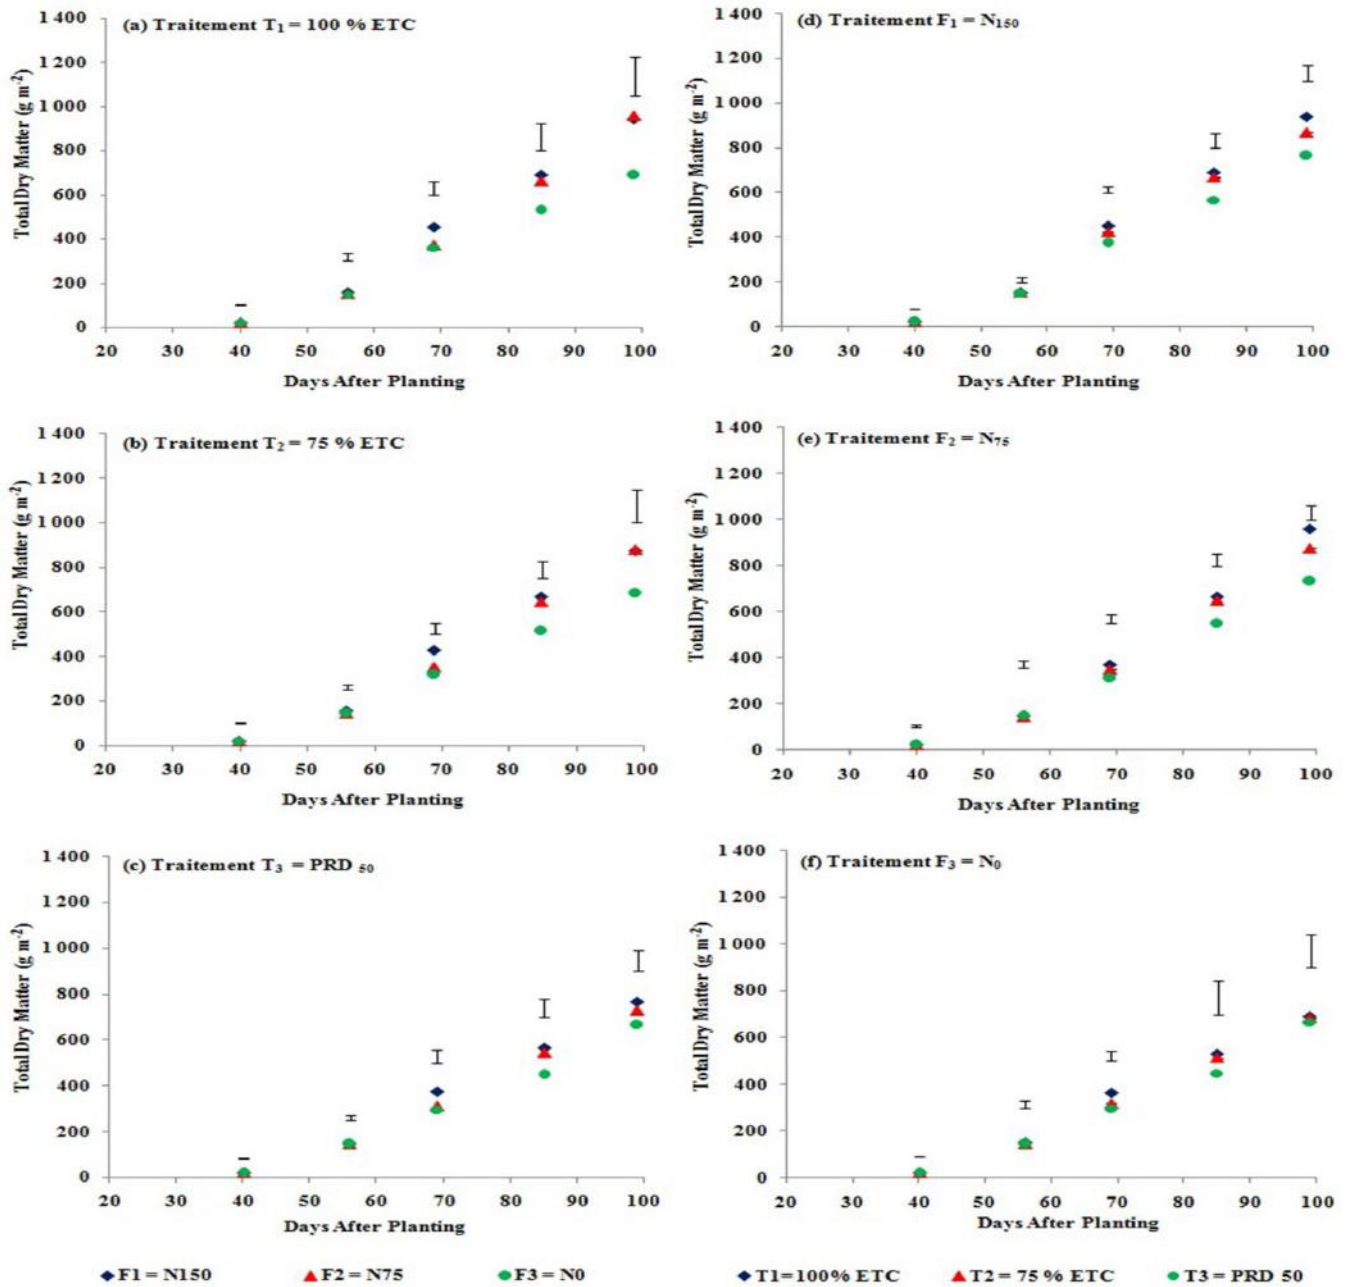 (a) Traitement T1 = 100 % ETC
Total Dry Matter (g m-2)
1 400
1 200
1 000
800
600
400
200
0
20 30 40 50 60 70 80 90 100
Days After Planting
(d) Traitement F1 = N150
Total Dry Matter (g m-2)
1 400
1 200
1 000
800
600
400
200
0
20 30 40 50 60 70 80 90 100
Days After Planting
(b) Traitement T2 = 75 % ETC
Total Dry Matter (g m-2)
1 400
1 200
1 000
800
600
400
200
0
20 30 40 50 60 70 80 90 100
Days After Planting
(e) Traitement F2 = N75
Total Dry Matter (g m-2)
1 400
1 200
1 000
800
600
400
200
0
20 30 40 50 60 70 80 90 100
Days After Planting
(c) Traitement T3 = PRD 50
Total Dry Matter (g m-2)
1 400
1 200
1 000
800
600
400
200
0
20 30 40 50 60 70 80 90 100
Days After Planting
(f) Traitement F3 = N0
Total Dry Matter (g m-2)
1 400
1 200
1 000
800
600
400
200
0
20 30 40 50 60 70 80 90 100
Days After Planting
F1 = N150 F2 = N75 F3 = N0
T1=100% ETC T2 = 75 % ETC T3 = PRD 50